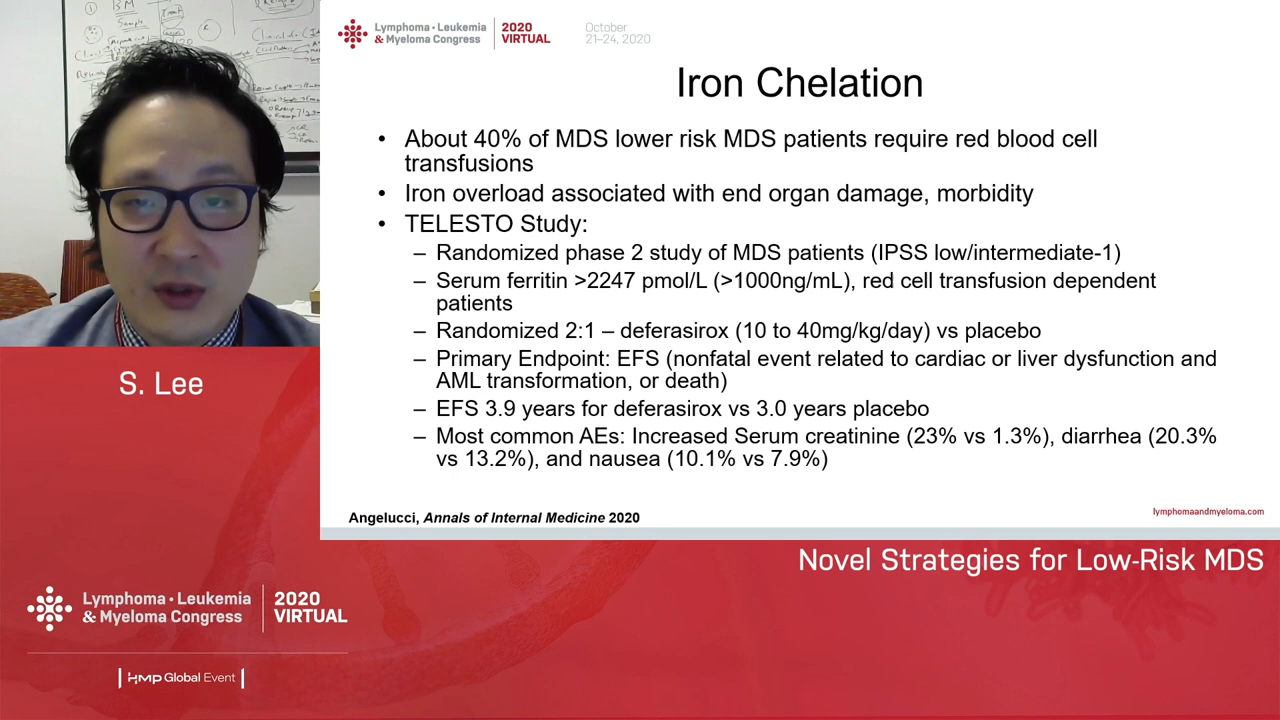 Lymphoma • Leukemia
& Myeloma Congress
2020
VIRTUAL
October
21–24, 2020
Iron Chelation
• About 40% of MDS lower risk MDS patients require red blood cell
transfusions
• Iron overload associated with end organ damage, morbidity
• TELESTO Study:
– Randomized phase 2 study of MDS patients (IPSS low/intermediate-1)
– Serum ferritin >2247 pmol/L (>1000ng/mL), red cell transfusion dependent
patients
– Randomized 2:1 – deferasirox (10 to 40mg/kg/day) vs placebo
– Primary Endpoint: EFS (nonfatal event related to cardiac or liver dysfunction and
AML transformation, or death)
– EFS 3.9 years for deferasirox vs 3.0 years placebo
– Most common AEs: Increased Serum creatinine (23% vs 1.3%), diarrhea (20.3%
vs 13.2%), and nausea (10.1% vs 7.9%)
Angelucci, Annals of Internal Medicine 2020
lymphomaandmyeloma.com
BM
Sample
S. Lee
Novel Strategies for Low-Risk MDS
Lymphoma • Leukemia
& Myeloma Congress
2020
VIRTUAL
HMP Global Event